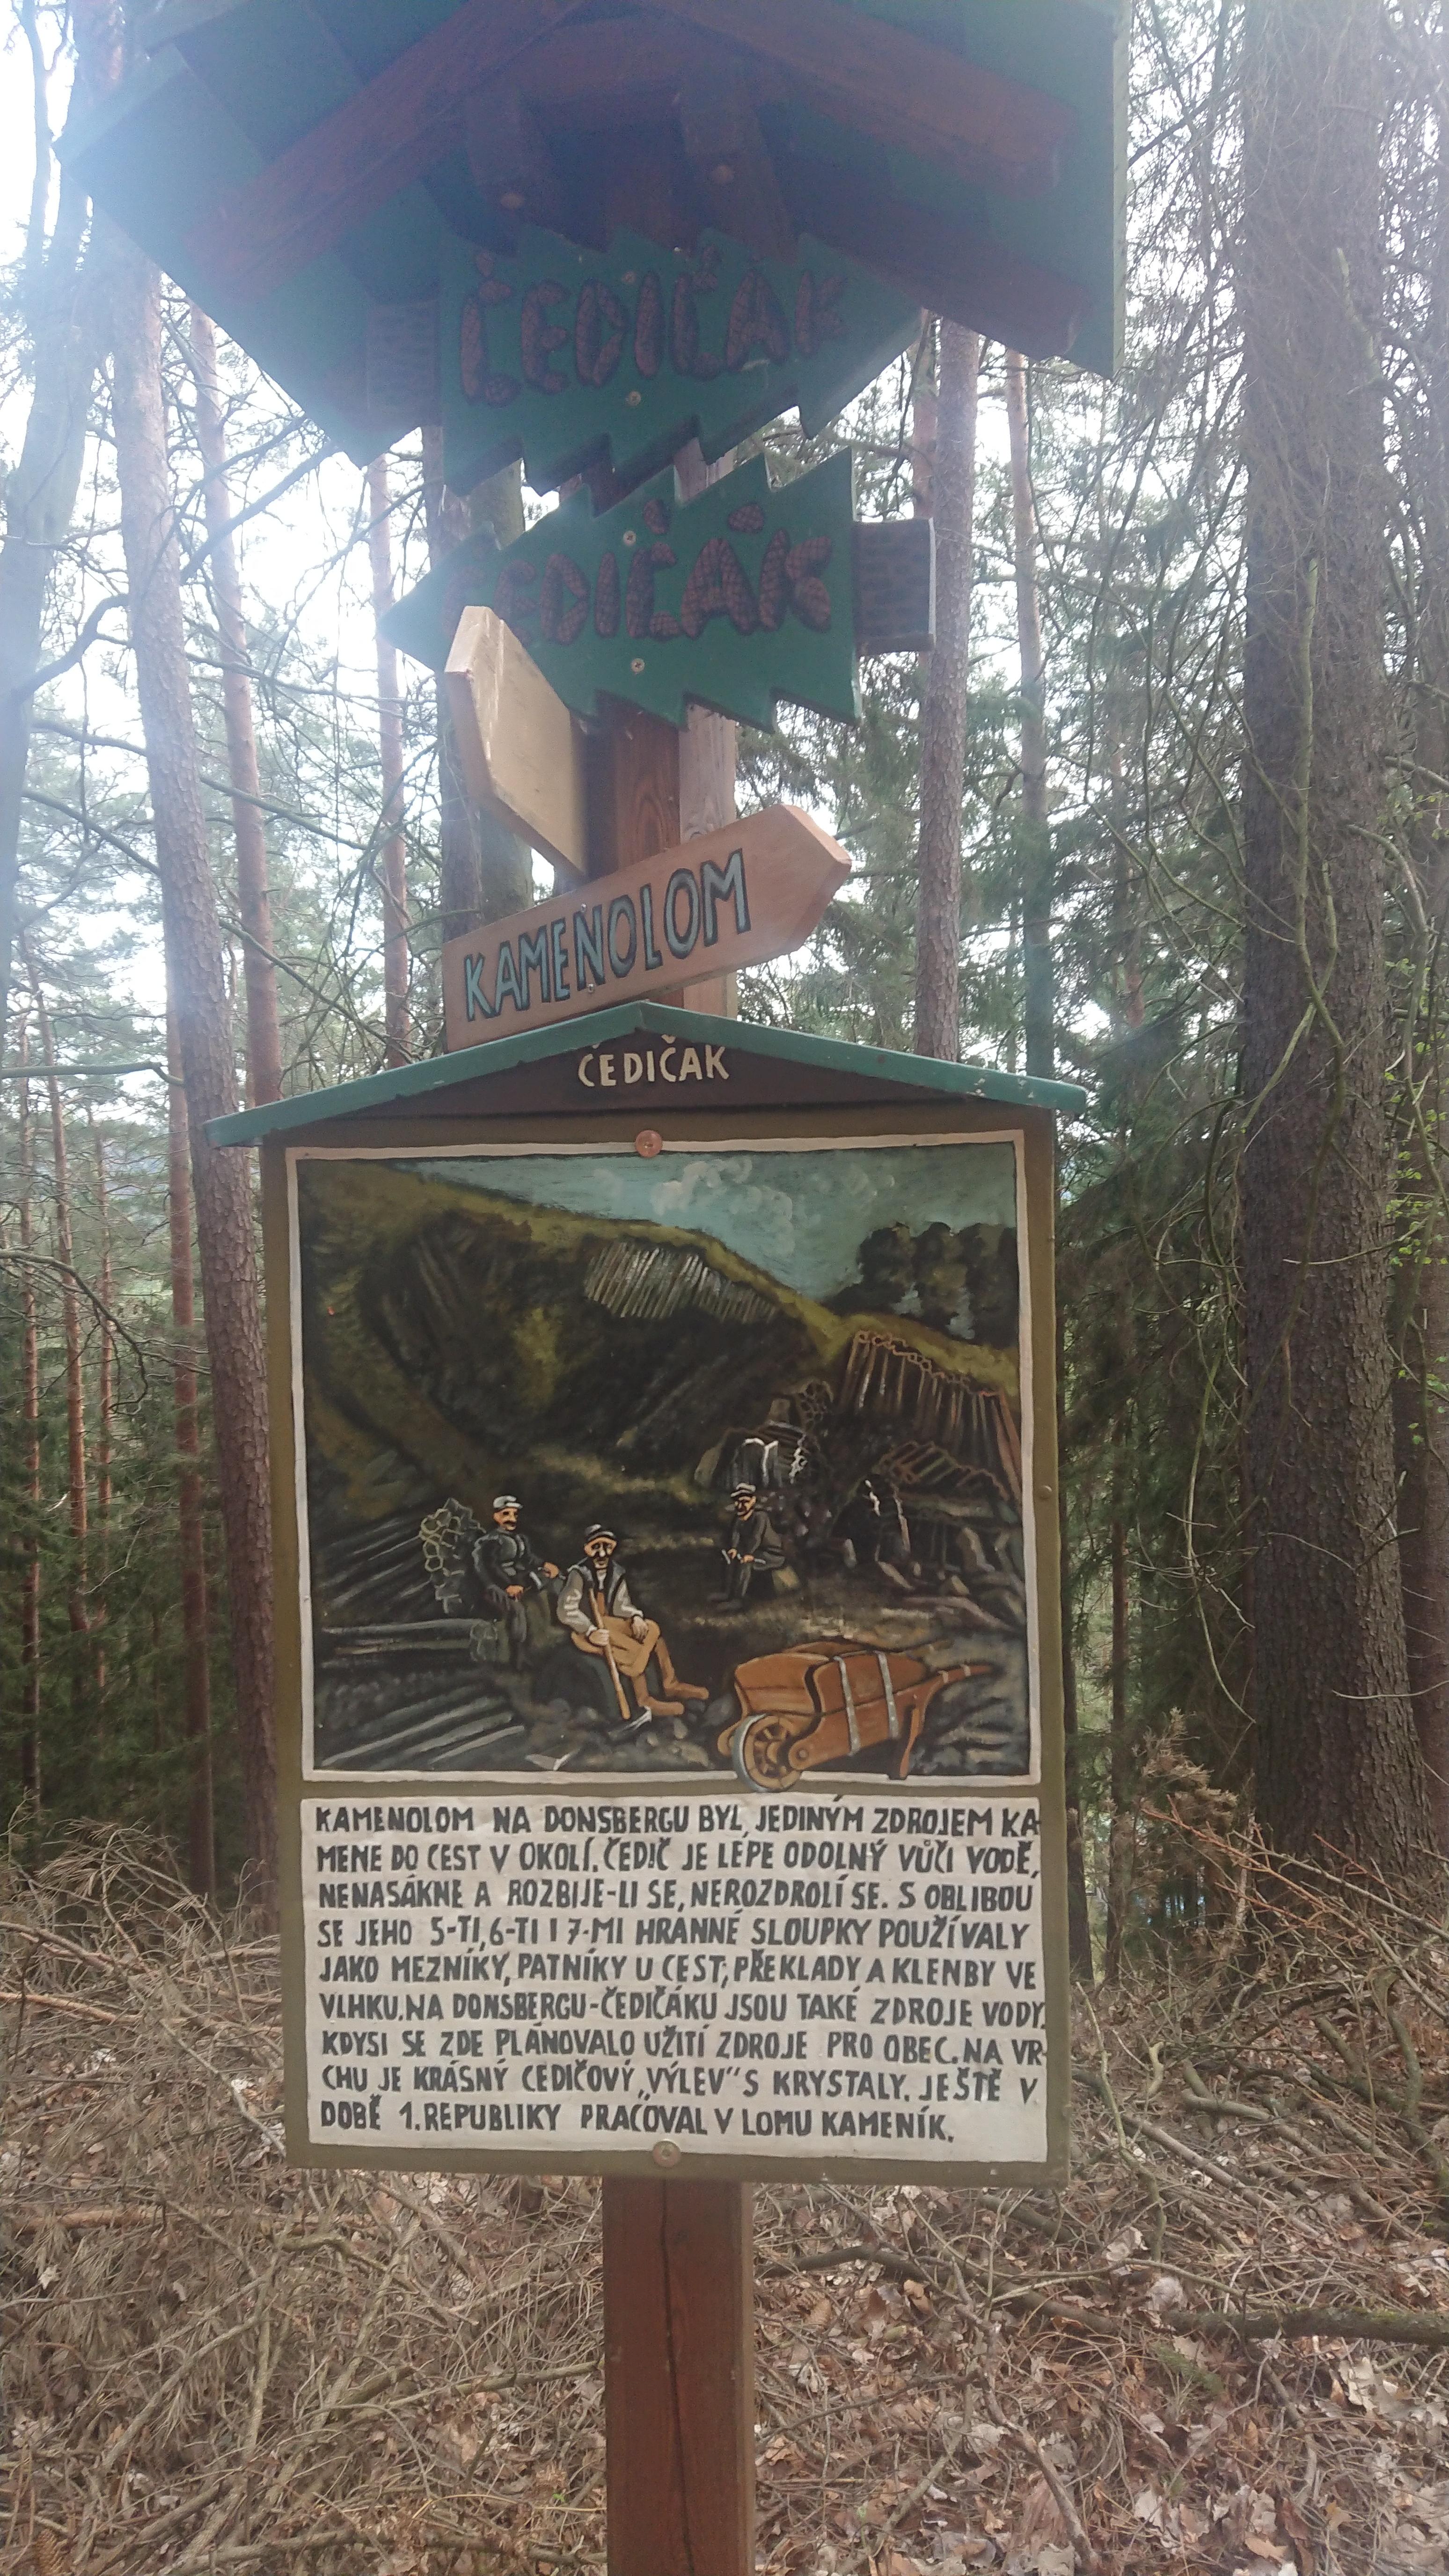 ČEDIČÁK
ČEDIČÁK
KAMENOLOM
ČEDIČAK
KAMENOLOM NA DONSBERGU BYL JEDINÝM ZDROJEM KA-
MENE DO CEST V OKOLÍ. ČEDIČ JE LÉPE ODOLNÝ VŮČI VODĚ,
NENASÁKNE A ROZBIJE-LI SE, NEROZDROLÍ SE. S OBLIBOU
SE JEHO 5-TI, 6-TI I 7-MI HRANNÉ SLOUPKY POUŽÍVALY
JAKO MEZNÍKY, PATNÍKY U CEST, PŘEKLADY A KLENBY VE
VLHKU. NA DONSBERGU-ČEDIČÁKU JSOU TAKÉ ZDROJE VODY.
KDYSI SE ZDE PLÁNOVALO UŽITÍ ZDROJE PRO OBEC. NA VR-
CHU JE KRÁSNÝ ČEDIČOVÝ „VÝLEV" S KRYSTALY. JEŠTĚ V
DOBĚ 1. REPUBLIKY PRACOVAL V LOMU KAMENÍK.